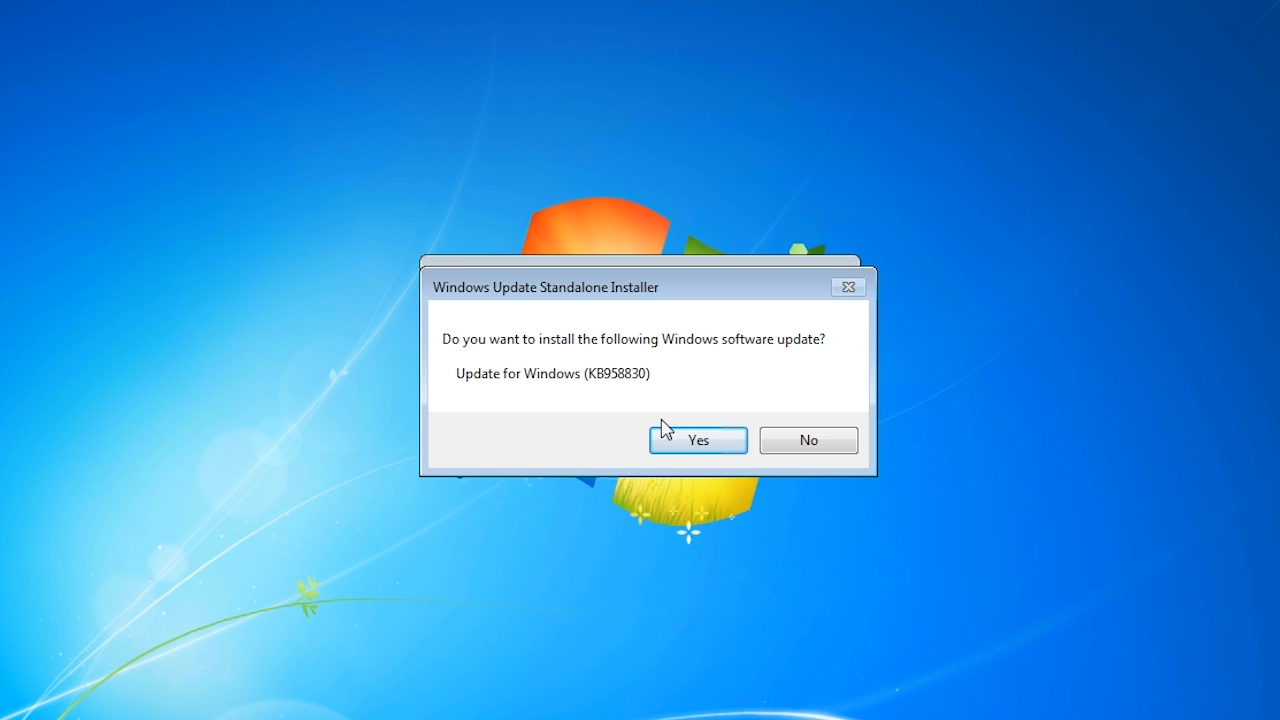 Windows Update Standalone Installer
Do you want to install the following Windows software update?
Update for Windows (KB958830)
Yes
No